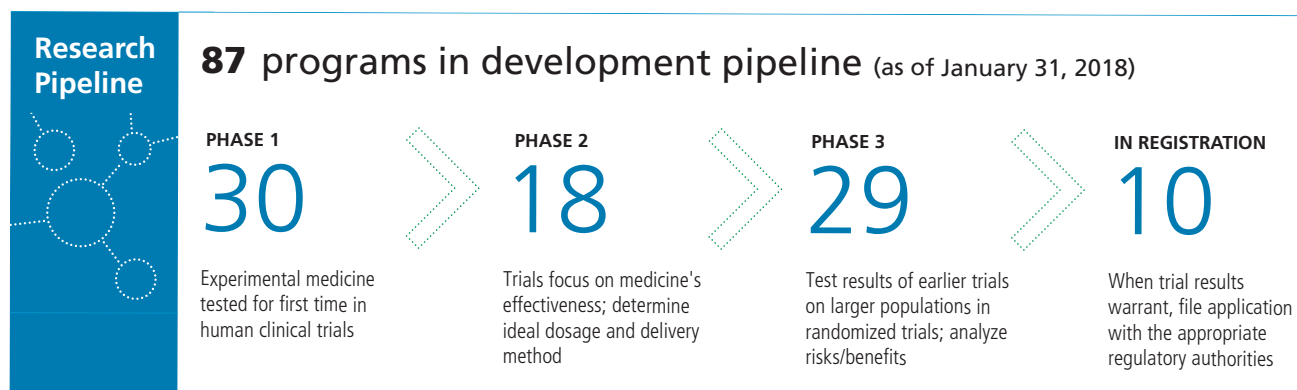 Research
Pipeline
87 programs in development pipeline (as of January 31, 2018)
PHASE 1
30
Experimental medicine
tested for first time in
human clinical trials
PHASE 2
18
Trials focus on medicine's
effectiveness; determine
ideal dosage and delivery
method
PHASE 3
29
Test results of earlier trials
on larger populations in
randomized trials; analyze
risks/benefits
IN REGISTRATION
10
When trial results
warrant, file application
with the appropriate
regulatory authorities